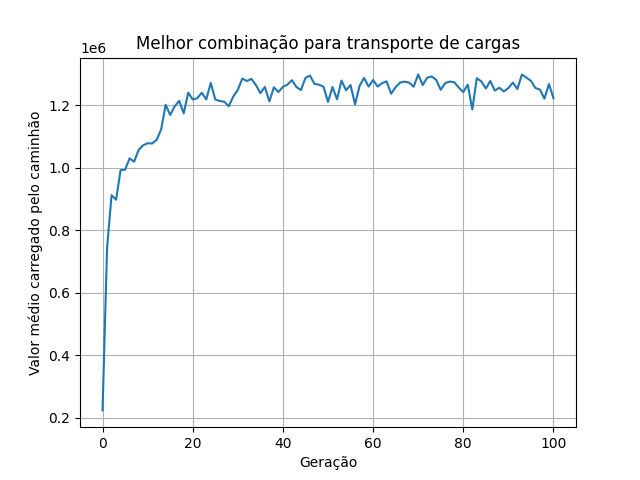 Melhor combinação para transporte de cargas
1e6
Valor médio carregado pelo caminhão
1.2
1.0
0.8
0.6
0.4
0.2
0 20 40 60 80 100
Geração